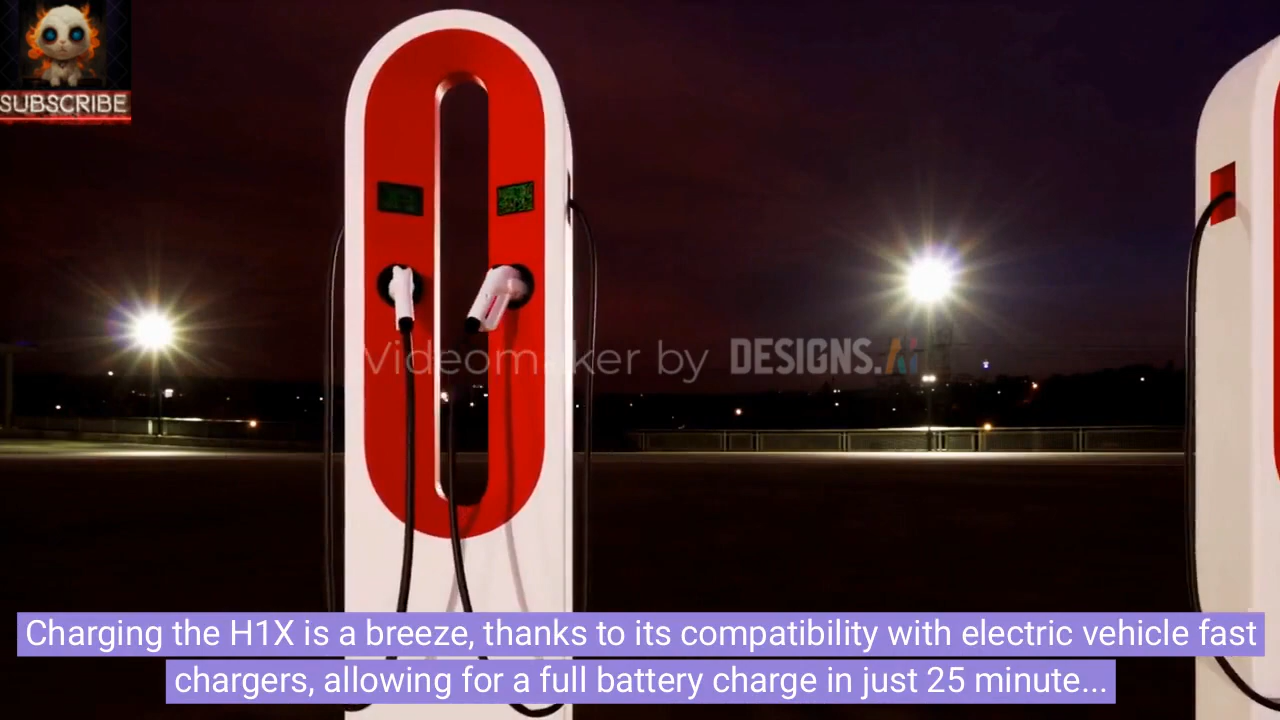 SUBSCRIBE
Videomaker by DESIGNS.Ai
Charging the H1X is a breeze, thanks to its compatibility with electric vehicle fast
chargers, allowing for a full battery charge in just 25 minute...